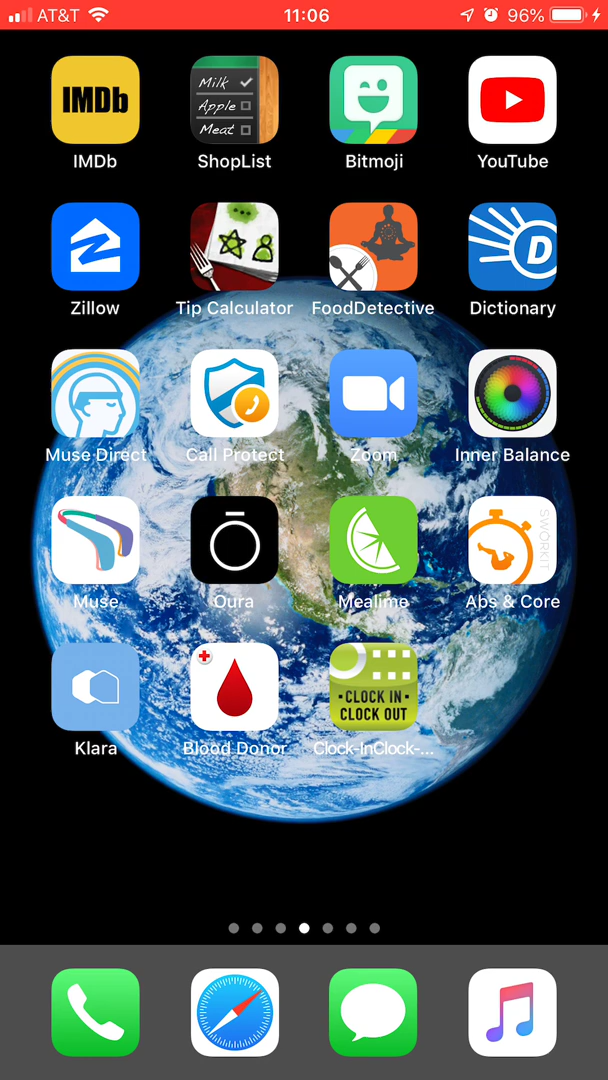 AT&T 11:06 96%
IMDb
Milk
Apple
Meat
IMDb ShopList Bitmoji YouTube
D
Zillow Tip Calculator FoodDetective Dictionary
Muse Direct Call Protect Zoom Inner Balance
SWORKIT
Muse Oura Mealime Abs & Core
CLOCK IN
CLOCK OUT
Klara Blood Donor Clock-InClock-...